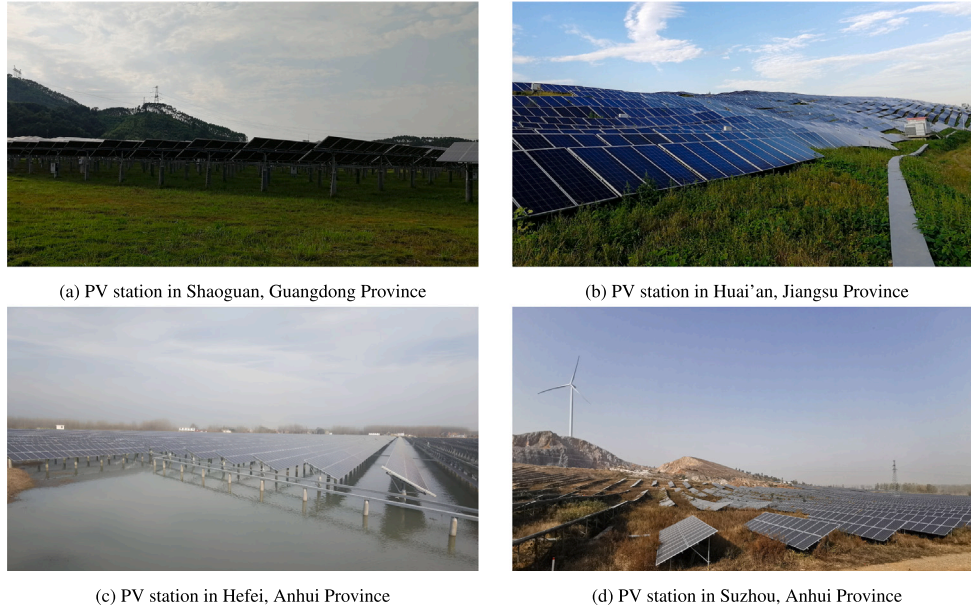 (a) PV station in Shaoguan, Guangdong Province
(b) PV station in Huai'an, Jiangsu Province
(c) PV station in Hefei, Anhui Province
(d) PV station in Suzhou, Anhui Province